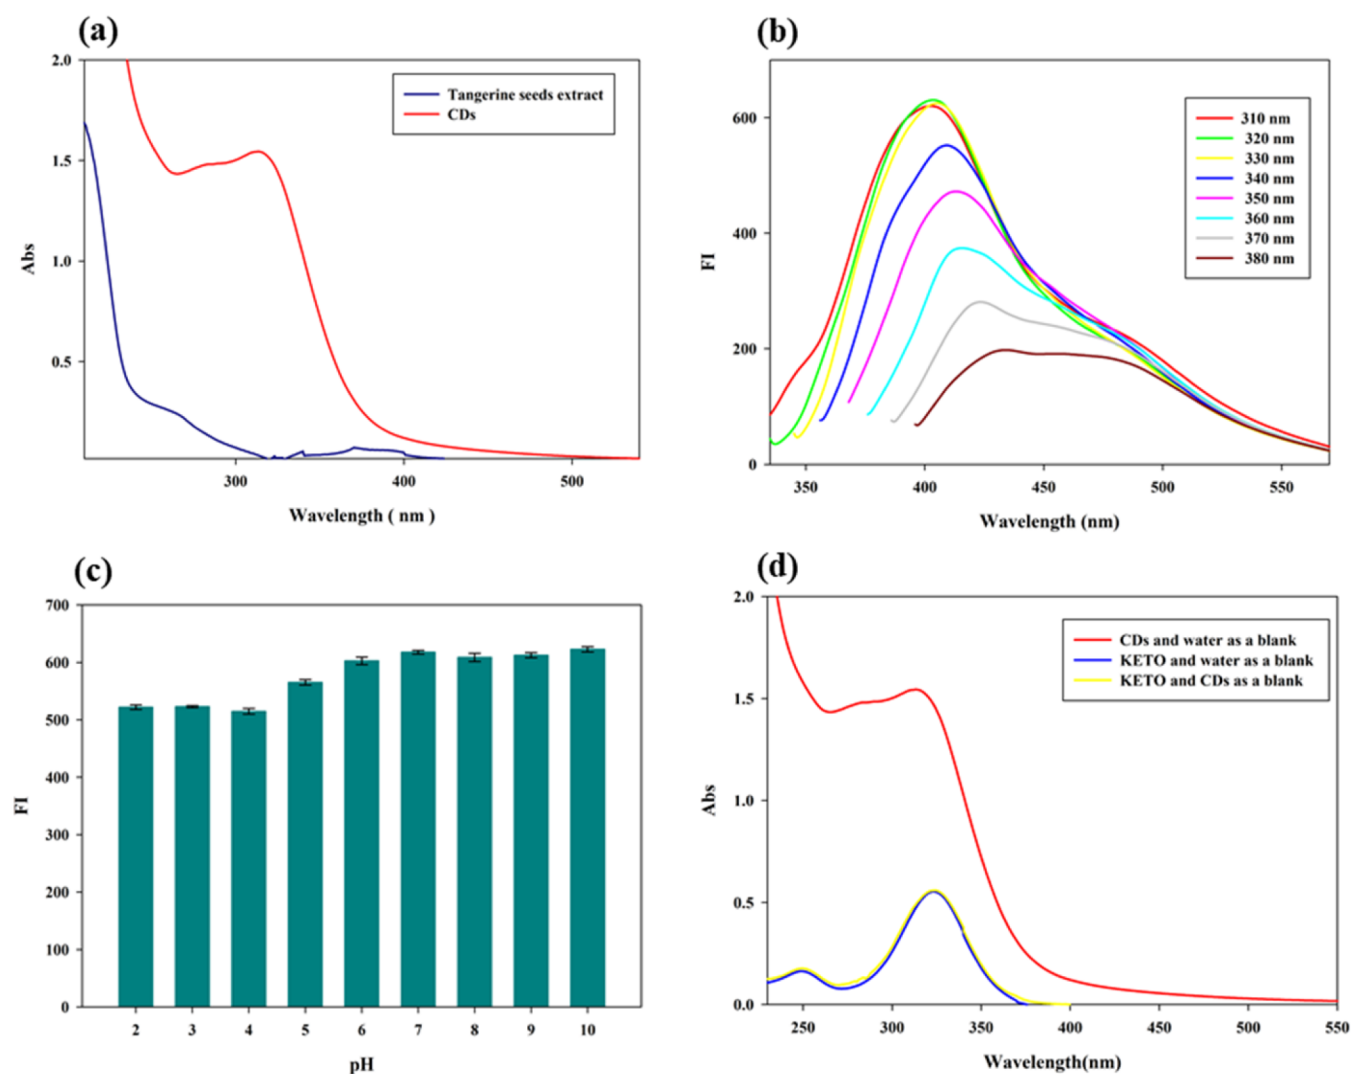 (a)
2.0
1.5
1.0
0.5
Abs
300
400
500
Wavelength ( nm )
Tangerine seeds extract
CDs
(b)
600
400
200
0
FI
350
400
450
500
550
Wavelength (nm)
310 nm
320 nm
330 nm
340 nm
350 nm
360 nm
370 nm
380 nm
(c)
700
600
500
400
300
200
100
0
FI
2
3
4
5
6
7
8
9
10
pH
(d)
2.0
1.5
1.0
0.5
0.0
Abs
250
300
350
400
450
500
550
Wavelength(nm)
CDs and water as a blank
KETO and water as a blank
KETO and CDs as a blank